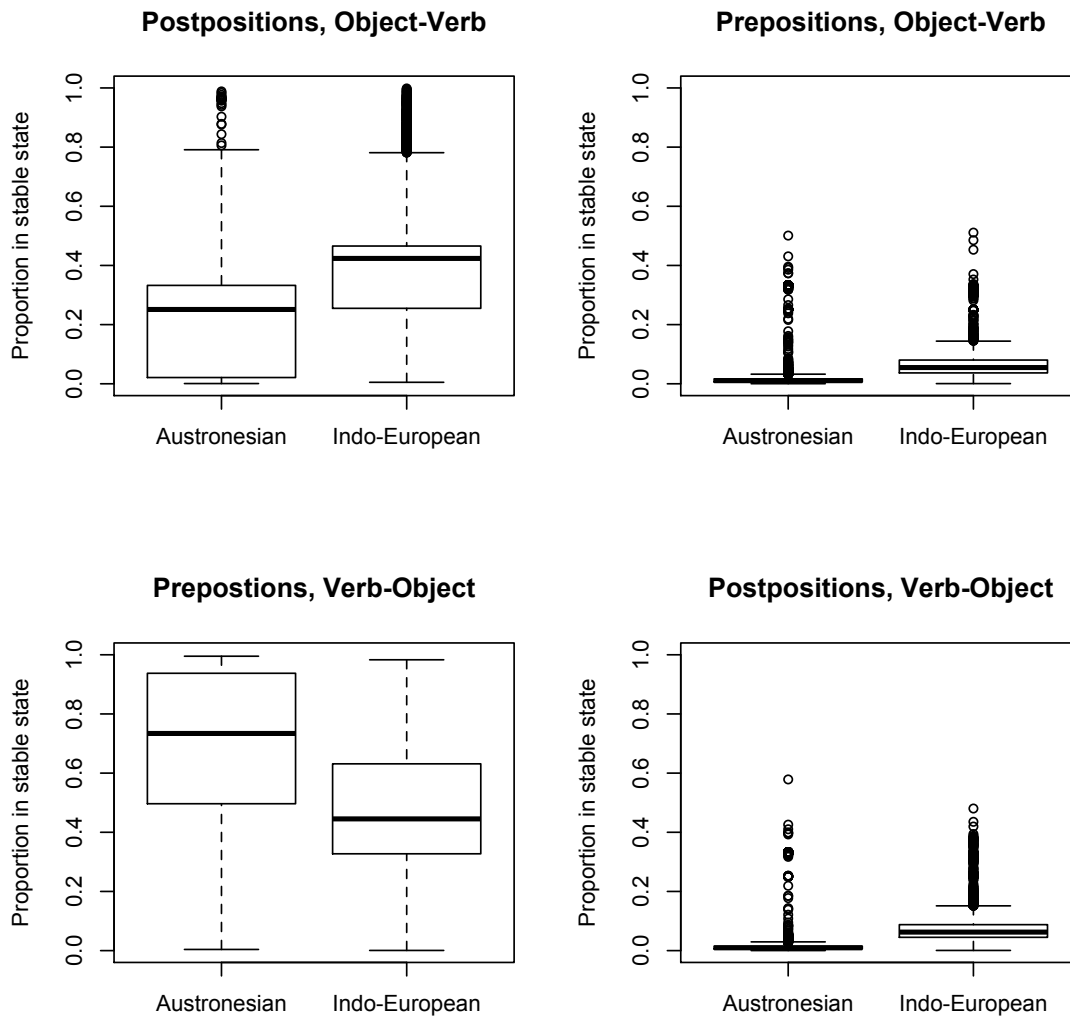 Postpositions, Object-Verb
Proportion in stable state
1.0
0.8
0.6
0.4
0.2
0.0
Austronesian Indo-European
Prepositions, Object-Verb
Proportion in stable state
1.0
0.8
0.6
0.4
0.2
0.0
Austronesian Indo-European
Prepostions, Verb-Object
Proportion in stable state
1.0
0.8
0.6
0.4
0.2
0.0
Austronesian Indo-European
Postpositions, Verb-Object
Proportion in stable state
1.0
0.8
0.6
0.4
0.2
0.0
Austronesian Indo-European